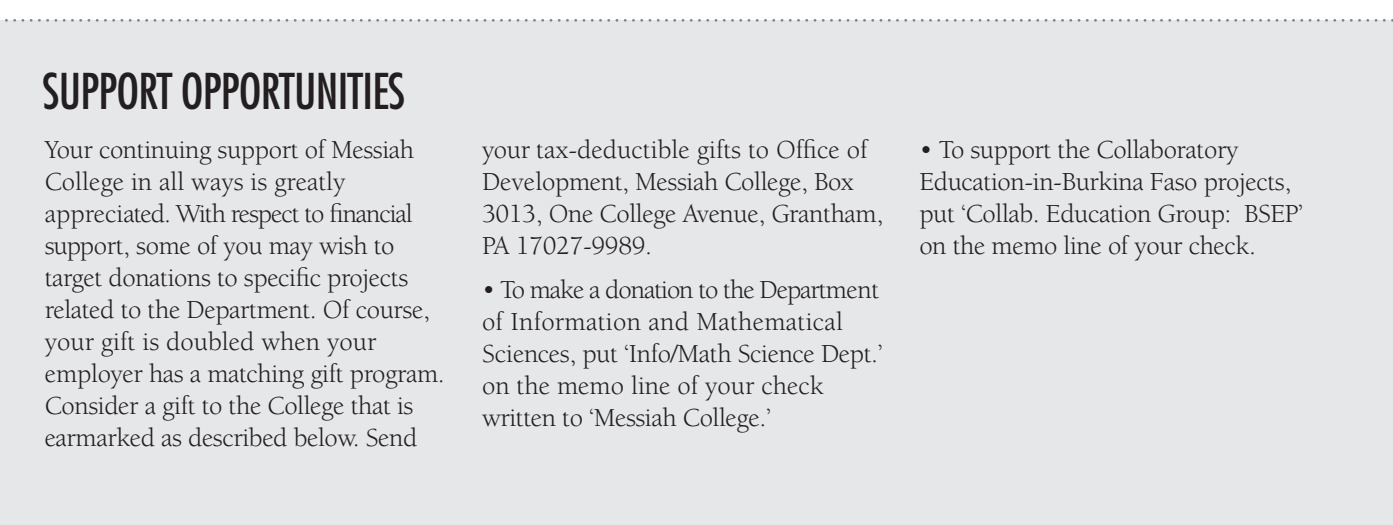 SUPPORT OPPORTUNITIES
Your continuing support of Messiah
College in all ways is greatly
appreciated. With respect to financial
support, some of you may wish to
target donations to specific projects
related to the Department. Of course,
your gift is doubled when your
employer has a matching gift program.
Consider a gift to the College that is
earmarked as described below. Send
your tax-deductible gifts to Office of
Development, Messiah College, Box
3013, One College Avenue, Grantham,
PA 17027-9989.
• To make a donation to the Department
of Information and Mathematical
Sciences, put ‘Info/Math Science Dept.’
on the memo line of your check
written to ‘Messiah College.’
• To support the Collaboratory
Education-in-Burkina Faso projects,
put ‘Collab. Education Group:  BSEP’
on the memo line of your check.